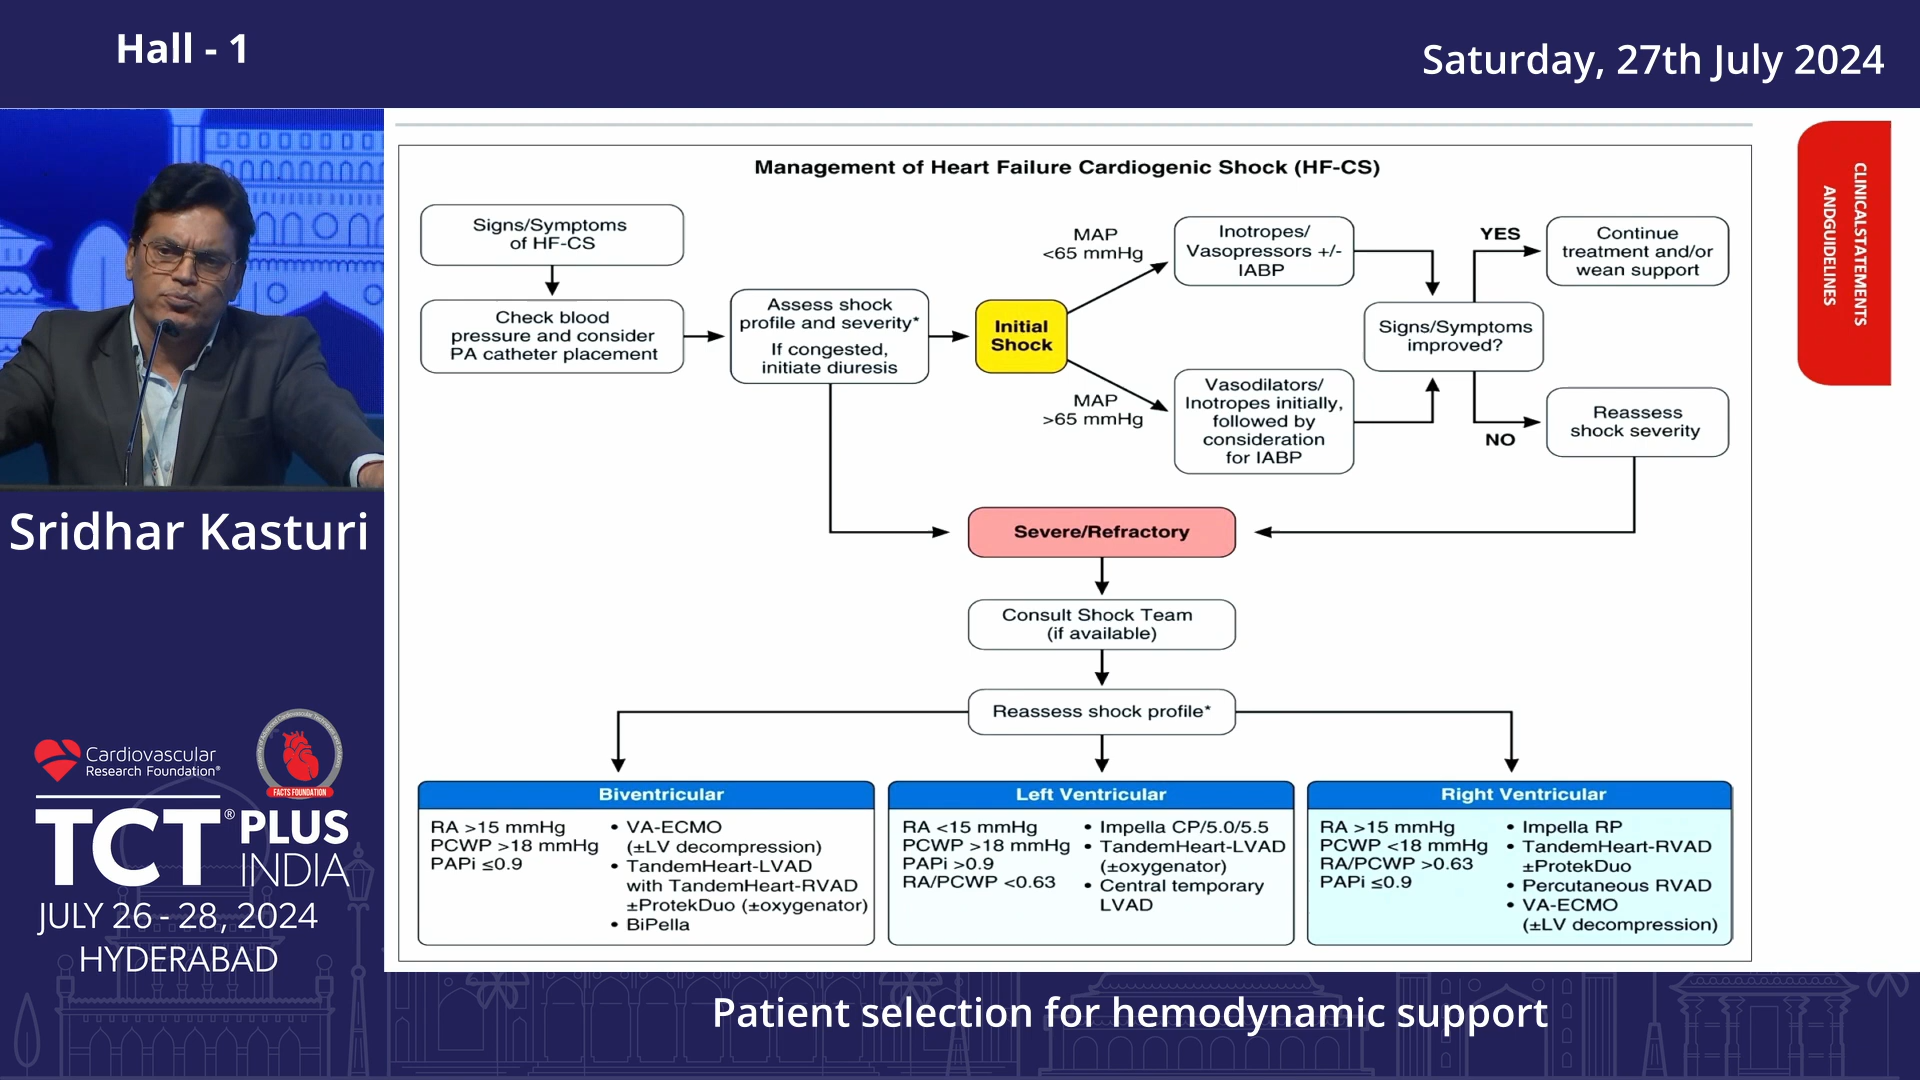 Hall - 1
Saturday, 27th July 2024
Sridhar Kasturi
Cardiovascular
Research Foundation®
FACTS FOUNDATION
TCT® PLUS
INDIA
JULY 26 - 28, 2024
HYDERABAD
CLINICALSTATEMENTS
ANDGUIDELINES
Management of Heart Failure Cardiogenic Shock (HF-CS)
Signs/Symptoms
of HF-CS
Check blood
pressure and consider
PA catheter placement
Assess shock
profile and severity*
If congested,
initiate diuresis
Initial
Shock
MAP
<65 mmHg
Inotropes/
Vasopressors +/-
IABP
MAP
>65 mmHg
Vasodilators/
Inotropes initially,
followed by
consideration
for IABP
Signs/Symptoms
improved?
YES
Continue
treatment and/or
wean support
NO
Reassess
shock severity
Severe/Refractory
Consult Shock Team
(if available)
Reassess shock profile*
Biventricular
RA >15 mmHg
PCWP >18 mmHg
PAPi ≤0.9
• VA-ECMO
(±LV decompression)
• TandemHeart-LVAD
with TandemHeart-RVAD
±ProtekDuo (±oxygenator)
• BiPella
Left Ventricular
RA <15 mmHg
PCWP >18 mmHg
PAPi >0.9
RA/PCWP <0.63
• Impella CP/5.0/5.5
• TandemHeart-LVAD
(±oxygenator)
• Central temporary
LVAD
Right Ventricular
RA >15 mmHg
PCWP <18 mmHg
RA/PCWP >0.63
PAPi ≤0.9
• Impella RP
• TandemHeart-RVAD
±ProtekDuo
• Percutaneous RVAD
• VA-ECMO
(±LV decompression)
Patient selection for hemodynamic support